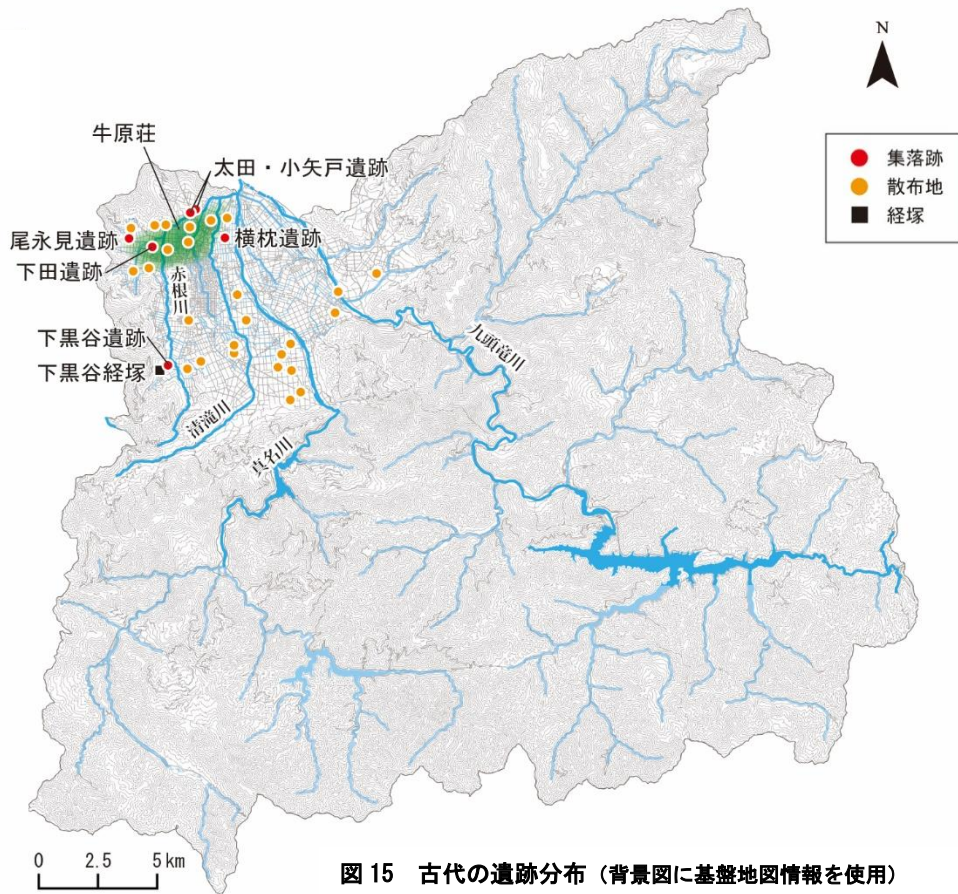 N
集落跡
散布地
経塚
牛原荘
太田・小矢戸遺跡
尾永見遺跡
横枕遺跡
下田遺跡
赤根川
下黒谷遺跡
下黒谷経塚
九頭竜川
清滝川
真名川
0 2.5 5km
図15 古代の遺跡分布（背景図に基盤地図情報を使用）